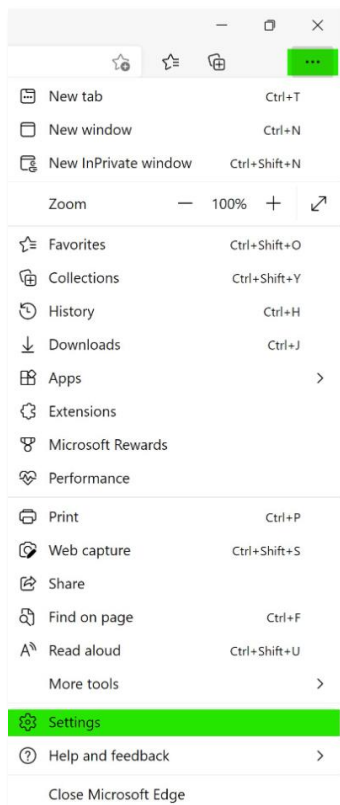 New tab Ctrl+T
New window Ctrl+N
New InPrivate window Ctrl+Shift+N
Zoom — 100% +
Favorites Ctrl+Shift+O
Collections Ctrl+Shift+Y
History Ctrl+H
Downloads Ctrl+J
Apps
Extensions
Microsoft Rewards
Performance
Print Ctrl+P
Web capture Ctrl+Shift+S
Share
Find on page Ctrl+F
Read aloud Ctrl+Shift+U
More tools
Settings
Help and feedback
Close Microsoft Edge